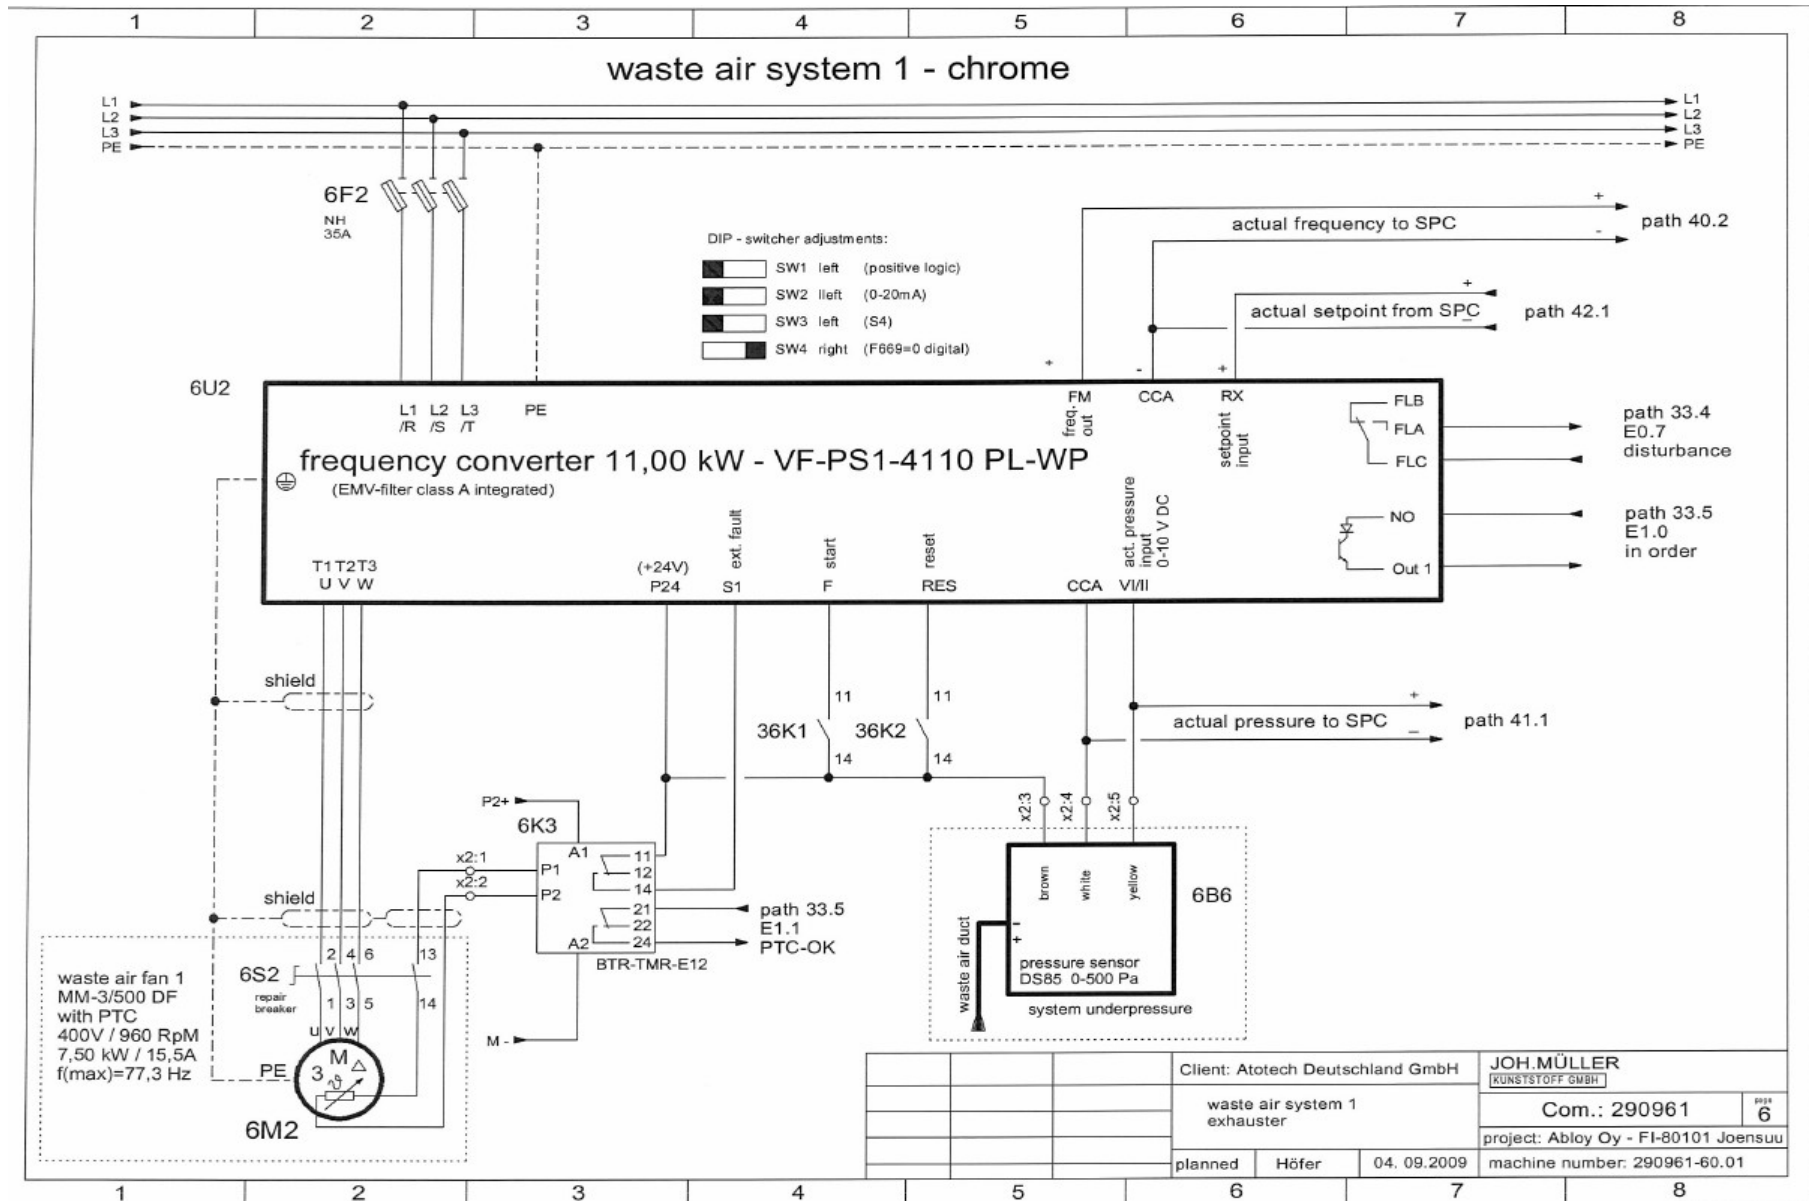 1 2 3 4 5 6 7 8
waste air system 1 - chrome
L1 L1
L2 L2
L3 L3
PE PE
6F2
NH
35A
DIP - switcher adjustments:
SW1 left (positive logic)
SW2 lleft (0-20mA)
SW3 left (S4)
SW4 right (F669=0 digital)
+
actual frequency to SPC
-
path 40.2
+
actual setpoint from SPC
–
path 42.1
+ - +
6U2
L1 L2 L3 PE
/R /S /T
FM CCA RX
freq.
out
setpoint
input
FLB
FLA
FLC
path 33.4
E0.7
disturbance
frequency converter 11,00 kW - VF-PS1-4110 PL-WP
(EMV-filter class A integrated)
NO
Out 1
path 33.5
E1.0
in order
T1 T2 T3
U V W
(+24V)
P24
ext. fault
S1
start
F
reset
RES
CCA
act. pressure
input
0-10 V DC
VI/II
shield
11 11
36K1 36K2
14 14
+
actual pressure to SPC
–
path 41.1
P2+
6K3
x2:1
x2:2
A1
P1
P2
A2
11
12
14
21
22
24
BTR-TMR-E12
M -
path 33.5
E1.1
PTC-OK
x2:3 x2:4 x2:5
brown white yellow
6B6
waste air duct
-
+
pressure sensor
DS85 0-500 Pa
system underpressure
shield
waste air fan 1
MM-3/500 DF
with PTC
400V / 960 RpM
7,50 kW / 15,5A
f(max)=77,3 Hz
2 4 6 13
6S2
repair
breaker
1 3 5 14
u v w
PE
M
3 ϑ
6M2
Client: Atotech Deutschland GmbH
waste air system 1
exhauster
planned Höfer 04. 09.2009
JOH.MÜLLER
KUNSTSTOFF GMBH
Com.: 290961
page
6
project: Abloy Oy - FI-80101 Joensuu
machine number: 290961-60.01
1 2 3 4 5 6 7 8